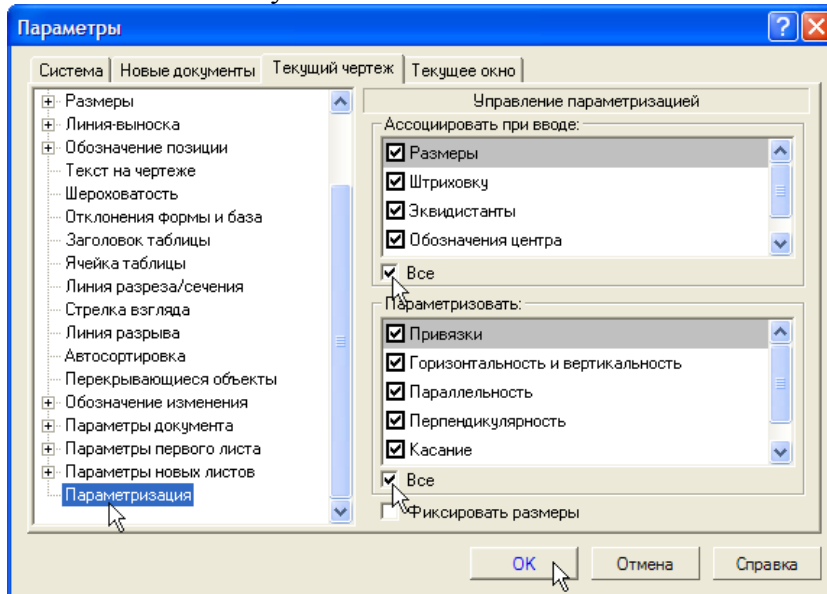 Параметры
Система Новые документы Текущий чертеж Текущее окно
Размеры
Линия-выноска
Обозначение позиции
Текст на чертеже
Шероховатость
Отклонения формы и база
Заголовок таблицы
Ячейка таблицы
Линия разреза/сечения
Стрелка взгляда
Линия разрыва
Автосортировка
Перекрывающиеся объекты
Обозначение изменения
Параметры документа
Параметры первого листа
Параметры новых листов
Параметризация
Управление параметризацией
Ассоциировать при вводе:
Размеры
Штриховку
Эквидистанты
Обозначения центра
Все
Параметризовать:
Привязки
Горизонтальность и вертикальность
Параллельность
Перпендикулярность
Касание
Все
Фиксировать размеры
OK Отмена Справка